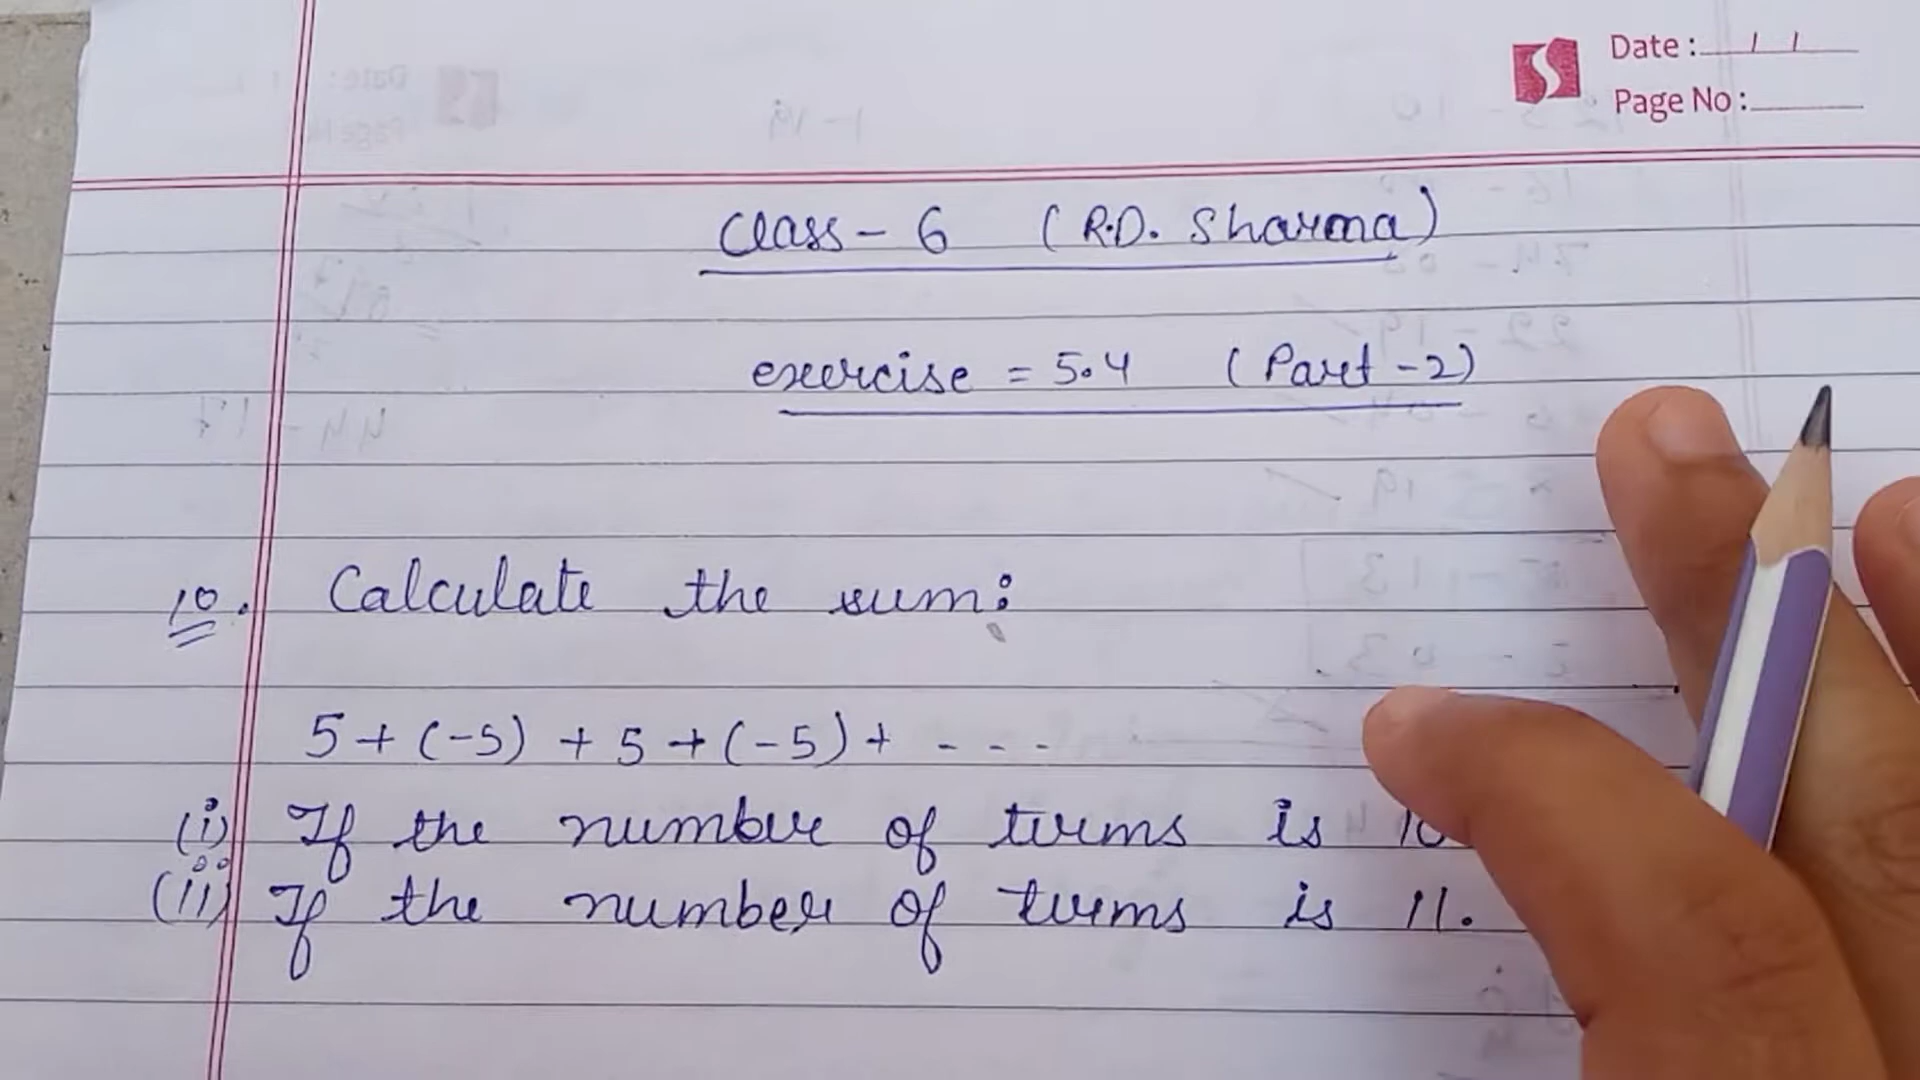 Date :
Page No :
Class - 6 (R.D. Sharma)
exercise = 5.4 (Part - 2)
10. Calculate the sum:
5 + (-5) + 5 + (-5) + - - -
(i) If the number of terms is 10
(ii) If the number of terms is 11.